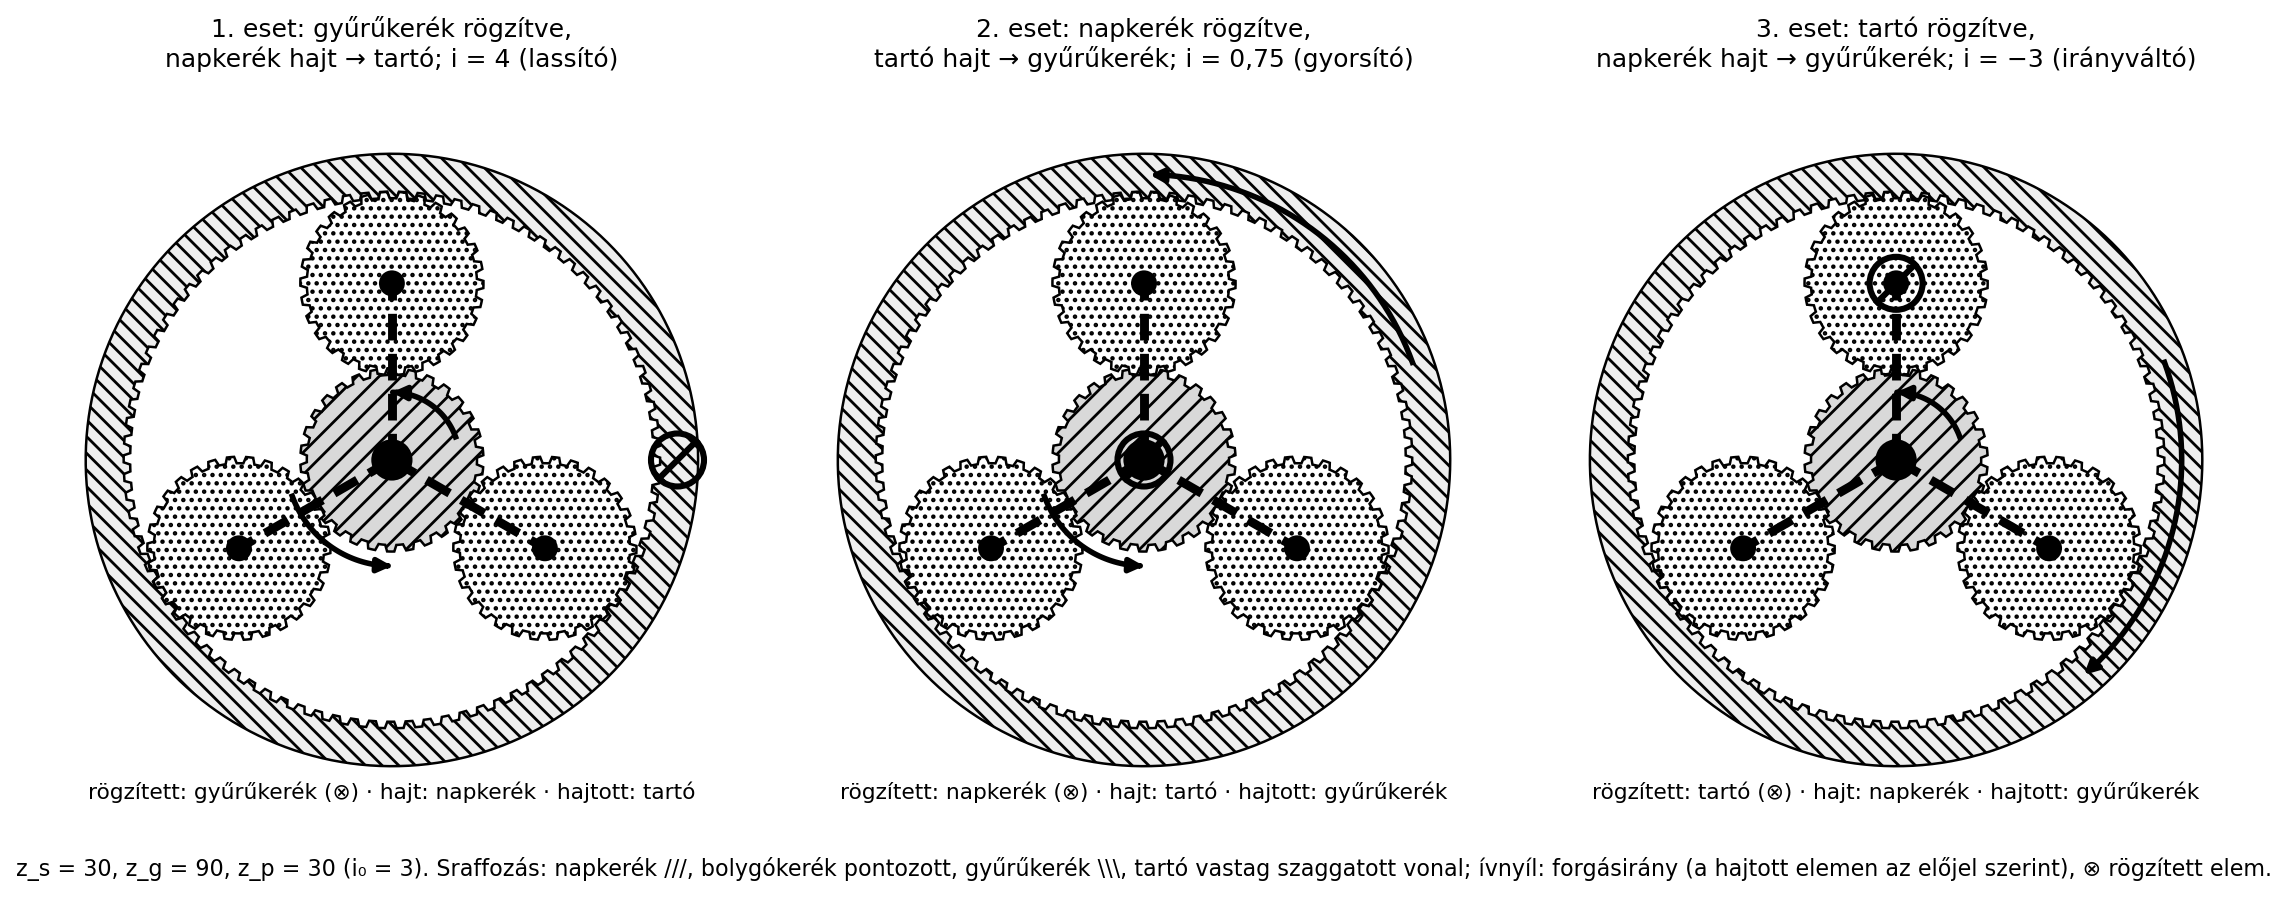 1. eset: gyűrűkerék rögzítve,
napkerék hajt → tartó; i = 4 (lassító)
2. eset: napkerék rögzítve,
tartó hajt → gyűrűkerék; i = 0,75 (gyorsító)
3. eset: tartó rögzítve,
napkerék hajt → gyűrűkerék; i = −3 (irányváltó)
rögzített: gyűrűkerék (⊗) · hajt: napkerék · hajtott: tartó
rögzített: napkerék (⊗) · hajt: tartó · hajtott: gyűrűkerék
rögzített: tartó (⊗) · hajt: napkerék · hajtott: gyűrűkerék
z_s = 30, z_g = 90, z_p = 30 (i₀ = 3). Sraffozás: napkerék ///, bolygókerék pontozott, gyűrűkerék \\\, tartó vastag szaggatott vonal; ívnyíl: forgásirány (a hajtott elemen az előjel szerint), ⊗ rögzített elem.